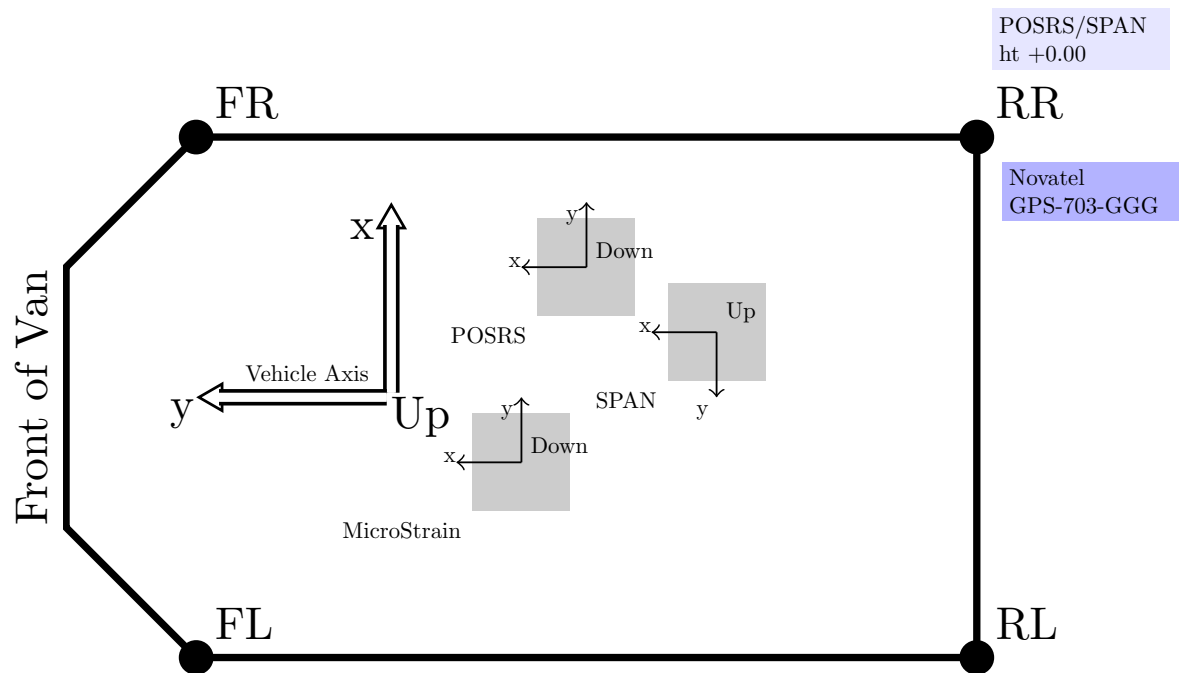 POSRS/SPAN
ht +0.00
FR
RR
Novatel
GPS-703-GGG
x
y
Down
x
Up
x
POSRS
Vehicle Axis
y
Up
SPAN
y
y
Down
x
MicroStrain
Front of Van
FL
RL